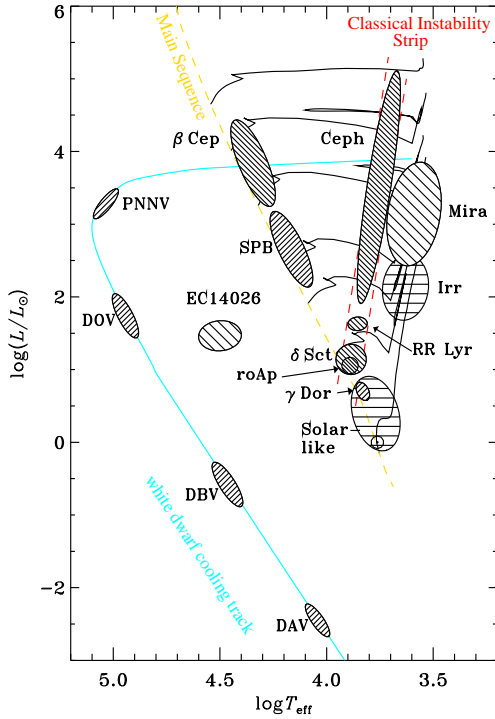 Classical Instability
Strip
Main Sequence
β Cep
Ceph
PNNV
Mira
SPB
EC14026
Irr
DOV
RR Lyr
δ Sct
roAp
γ Dor
Solar–
like
DBV
white dwarf cooling track
DAV
6
4
2
0
−2
log(L/L☉)
5.0
4.5
4.0
3.5
logTeff